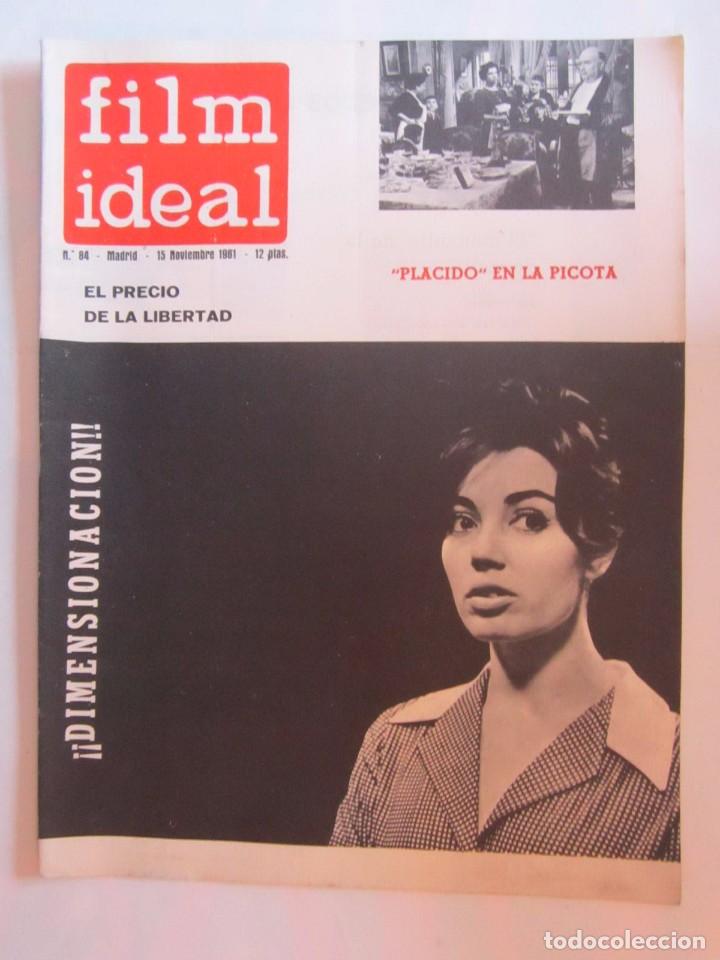 film
ideal
N.° 84 - Madrid - 15 Noviembre 1961 - 12 ptas.
"PLACIDO" EN LA PICOTA
EL PRECIO
DE LA LIBERTAD
¡¡DIMENSIONACION!!
todocoleccion.net